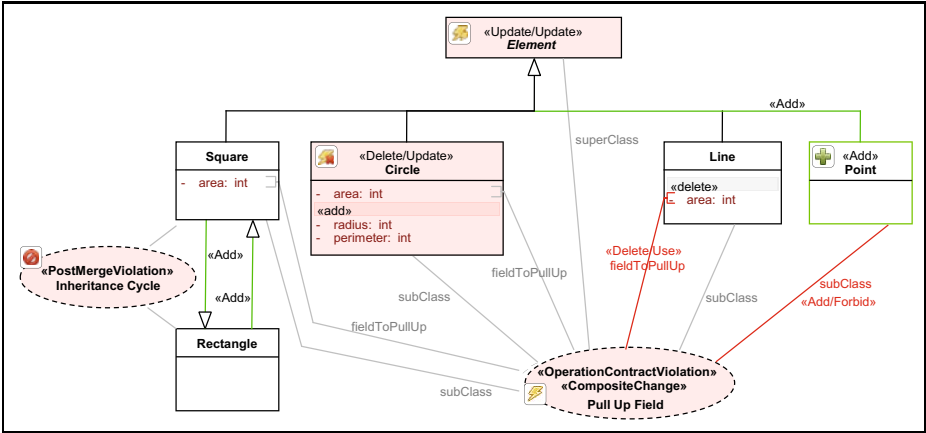 «Update/Update»
Element
«Add»
superClass
Square
- area: int
«Delete/Update»
Circle
- area: int
«add»
- radius: int
- perimeter: int
Line
«delete»
area: int
«Add»
Point
«Add»
«PostMergeViolation»
Inheritance Cycle
«Add»
«Delete/Use»
fieldToPullUp
fieldToPullUp
subClass
subClass
subClass
«Add/Forbid»
fieldToPullUp
Rectangle
subClass
«OperationContractViolation»
«CompositeChange»
Pull Up Field